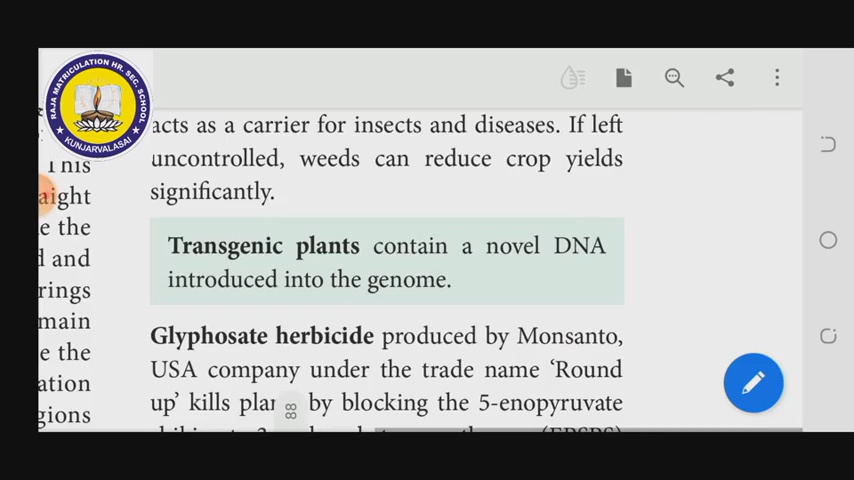 RAJA MATRICULATION HR. SEC. SCHOOL
KUNJARVALASAI
This
aight
e the
d and
rings
main
e the
ation
gions
acts as a carrier for insects and diseases. If left
uncontrolled, weeds can reduce crop yields
significantly.
Transgenic plants contain a novel DNA
introduced into the genome.
Glyphosate herbicide produced by Monsanto,
USA company under the trade name ‘Round
up’ kills by blocking the 5-enopyruvate
88
(EPSPS)